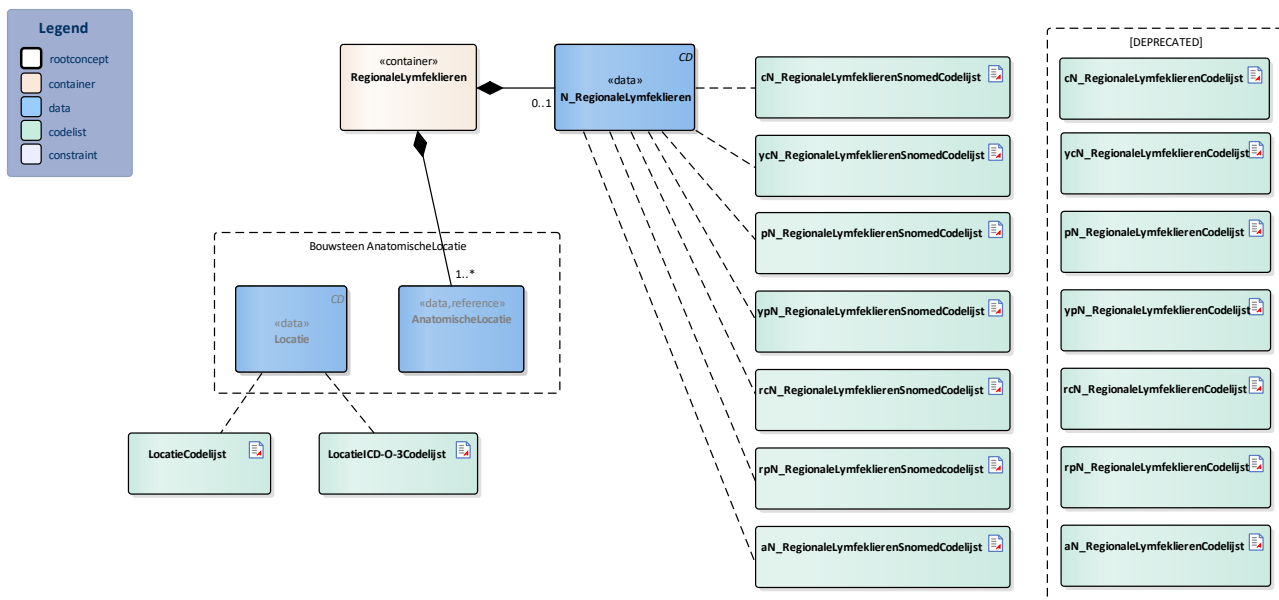 Legend
rootconcept
container
data
codelist
constraint
«container»
RegionaleLymfeklieren
0..1
CD
«data»
N_RegionaleLymfeklieren
1..*
Bouwsteen AnatomischeLocatie
CD
«data»
Locatie
«data,reference»
AnatomischeLocatie
LocatieCodelijst
LocatieICD-O-3Codelijst
cN_RegionaleLymfeklierenSnomedCodelijst
ycN_RegionaleLymfeklierenSnomedCodelijst
pN_RegionaleLymfeklierenSnomedCodelijst
ypN_RegionaleLymfeklierenSnomedCodelijst
rcN_RegionaleLymfeklierenSnomedCodelijst
rpN_RegionaleLymfeklierenSnomedcodelijst
aN_RegionaleLymfeklierenSnomedCodelijst
[DEPRECATED]
cN_RegionaleLymfeklierenCodelijst
ycN_RegionaleLymfeklierenCodelijst
pN_RegionaleLymfeklierenCodelijst
ypN_RegionaleLymfeklierenCodelijst
rcN_RegionaleLymfeklierenCodelijst
rpN_RegionaleLymfeklierenCodelijst
aN_RegionaleLymfeklierenCodelijst